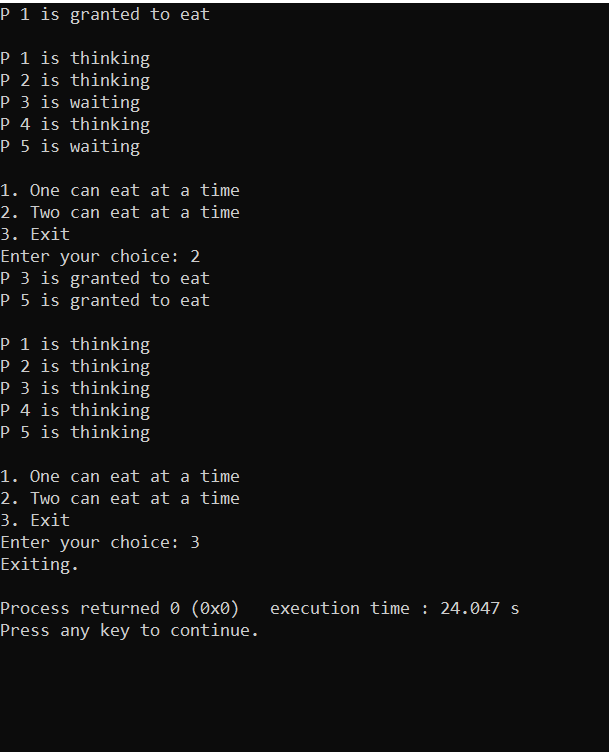 P 1 is granted to eat
P 1 is thinking
P 2 is thinking
P 3 is waiting
P 4 is thinking
P 5 is waiting
1. One can eat at a time
2. Two can eat at a time
3. Exit
Enter your choice: 2
P 3 is granted to eat
P 5 is granted to eat
P 1 is thinking
P 2 is thinking
P 3 is thinking
P 4 is thinking
P 5 is thinking
1. One can eat at a time
2. Two can eat at a time
3. Exit
Enter your choice: 3
Exiting.
Process returned 0 (0x0)   execution time : 24.047 s
Press any key to continue.